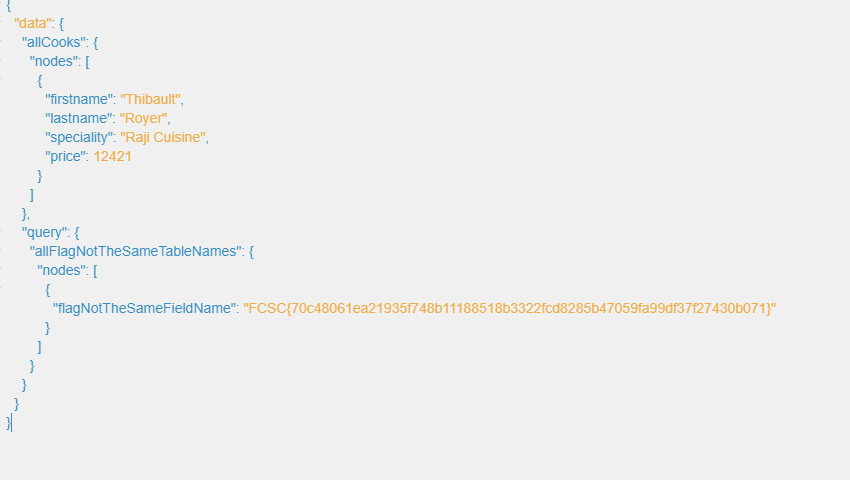 {
"data": {
"allCooks": {
"nodes": [
{
"firstname": "Thibault",
"lastname": "Royer",
"speciality": "Raji Cuisine",
"price": 12421
}
]
},
"query": {
"allFlagNotTheSameTableNames": {
"nodes": [
{
"flagNotTheSameFieldName": "FCSC{70c48061ea21935f748b11188518b3322fcd8285b47059fa99df37f27430b071}"
}
]
}
}
}
}